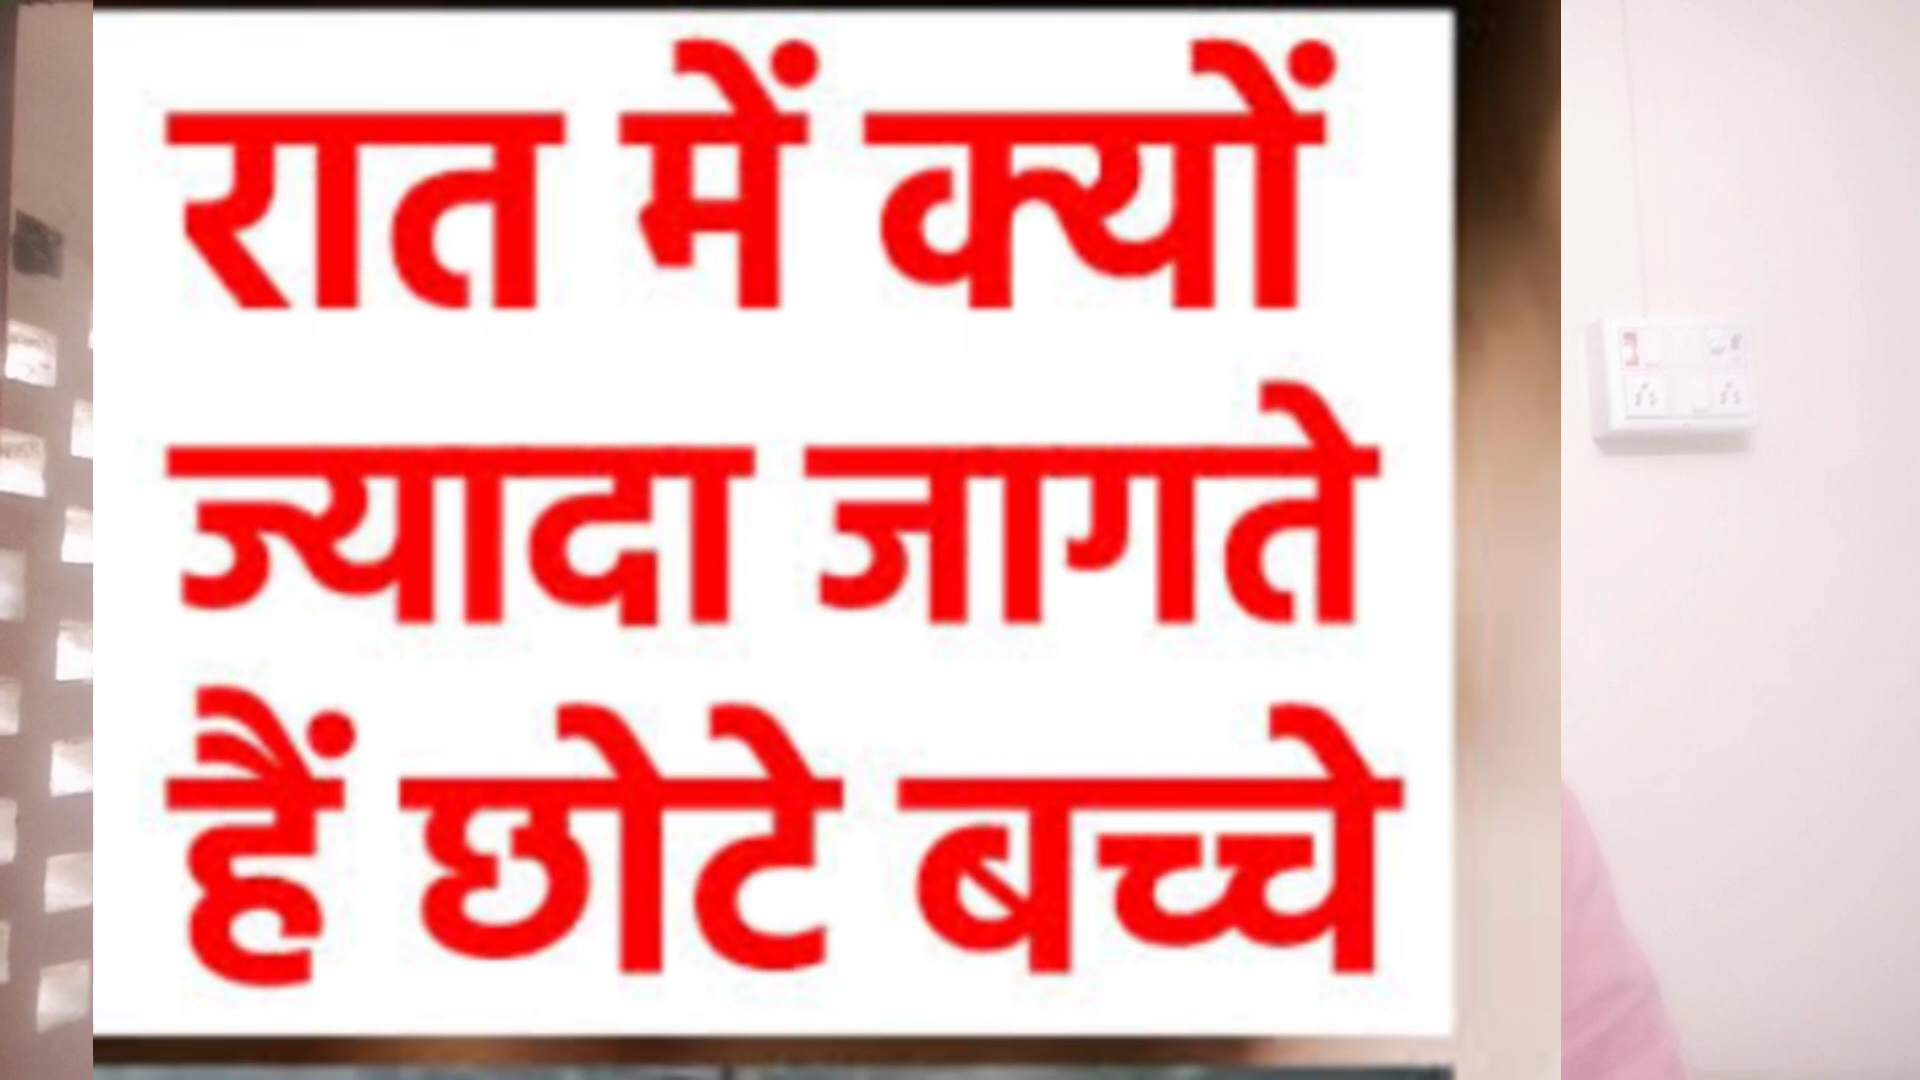 रात में क्यों
ज्यादा जागते
हैं छोटे बच्चे